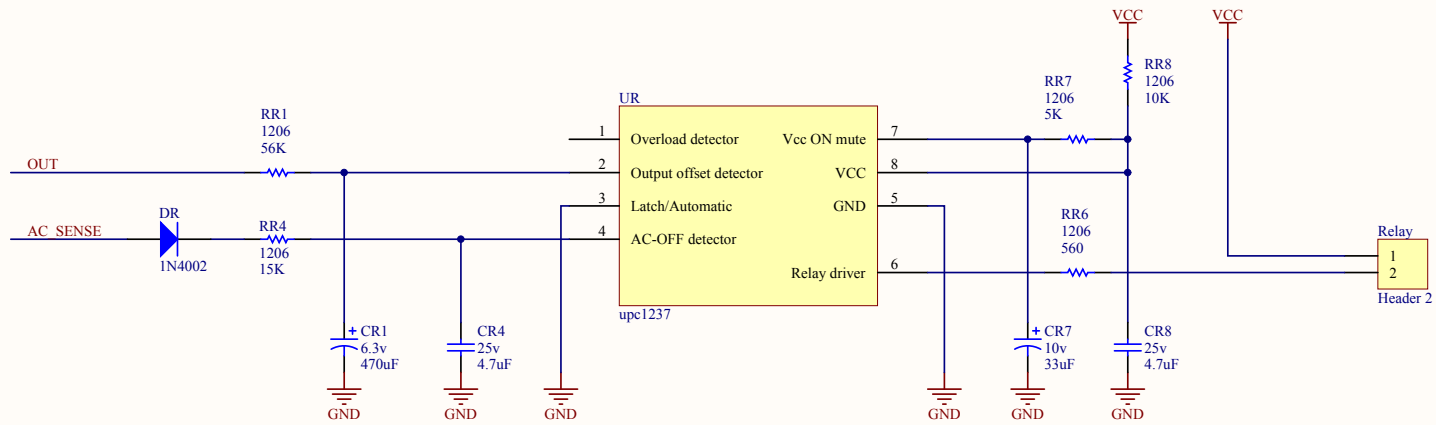 VCC
VCC
RR8
1206
10K
RR7
1206
5K
UR
RR1
1206
56K
1
Overload detector
Vcc ON mute
7
OUT
2
Output offset detector
VCC
8
3
Latch/Automatic
GND
5
DR
1N4002
AC_SENSE
RR4
1206
15K
4
AC-OFF detector
RR6
1206
560
Relay driver
6
Relay
1
2
Header 2
upc1237
+
CR1
6.3v
470uF
CR4
25v
4.7uF
+
CR7
10v
33uF
CR8
25v
4.7uF
GND
GND
GND
GND
GND
GND